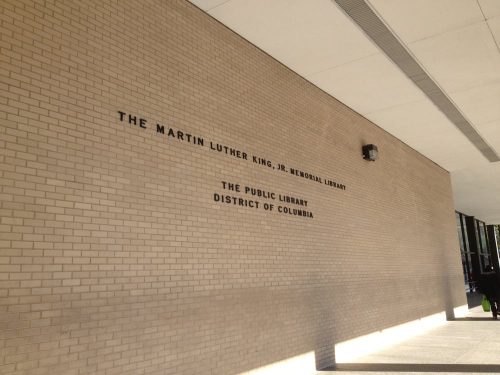 THE MARTIN LUTHER KING, JR. MEMORIAL LIBRARY
THE PUBLIC LIBRARY
DISTRICT OF COLUMBIA